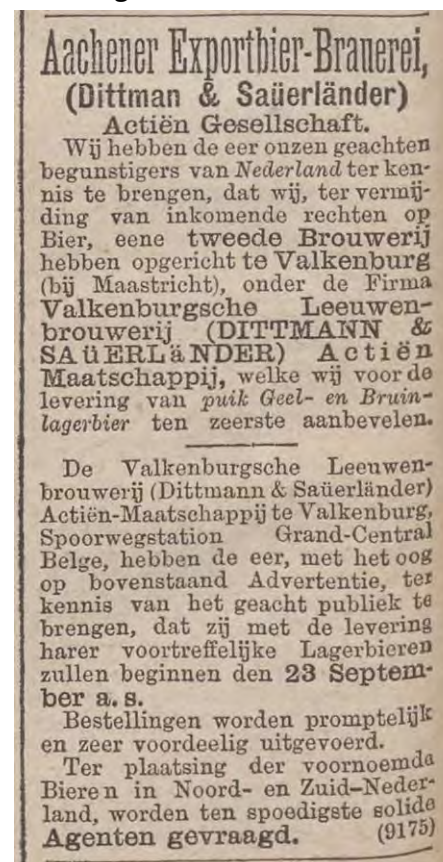 Aachener Exportbier-Brauerei,
(Dittman & Saüerländer)
Actiën Gesellschaft.
Wij hebben de eer onzen geachten
begunstigers van Nederland ter ken-
nis te brengen, dat wij, ter vermij-
ding van inkomende rechten op
Bier, eene tweede Brouwerij
hebben opgericht te Valkenburg
(bij Maastricht), onder de Firma
Valkenburgsche Leeuwen-
brouwerij (DITTMANN &
SAüERLäNDER) Actiën
Maatschappij, welke wij voor de
levering van puik Geel- en Bruin-
lagerbier ten zeerste aanbevelen.
De Valkenburgsche Leeuwen-
brouwerij (Dittmann & Saüerländer)
Actiën-Maatschappij te Valkenburg,
Spoorwegstation Grand-Central
Belge, hebben de eer, met het oog
op bovenstaand Advertentie, ter
kennis van het geacht publiek te
brengen, dat zij met de levering
harer voortreffelijke Lagerbieren
zullen beginnen den 23 Septem-
ber a. s.
Bestellingen worden promptelijk
en zeer voordeelig uitgevoerd.
Ter plaatsing der voornoemda
Bieren in Noord- en Zuid-Neder-
land, worden ten spoedigste solide
Agenten gevraagd. (9175)